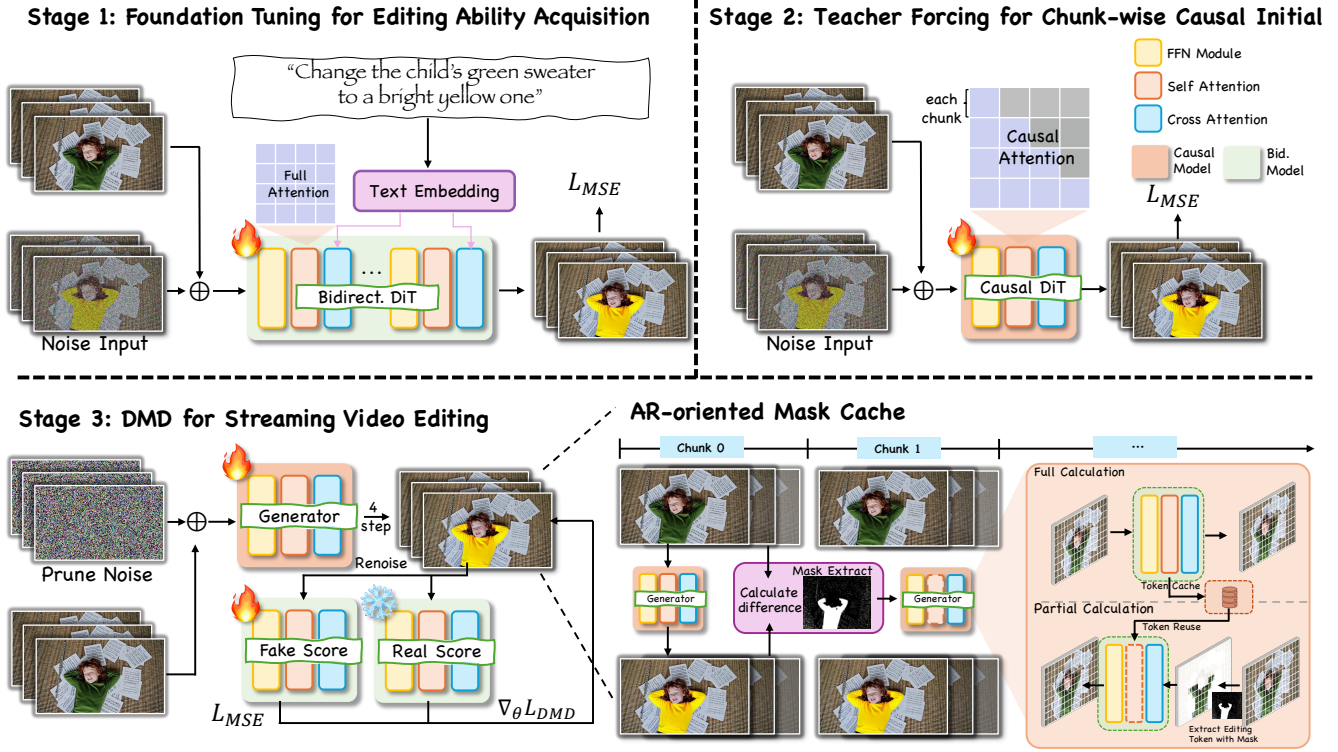 Stage 1: Foundation Tuning for Editing Ability Acquisition
“Change the child's green sweater
to a bright yellow one”
Full
Attention
Text Embedding
L_MSE
...
Bidirect. DiT
Noise Input
Stage 2: Teacher Forcing for Chunk-wise Causal Initial
each
chunk
Causal
Attention
FFN Module
Self Attention
Cross Attention
Causal
Model
Bid.
Model
L_MSE
Causal DiT
Noise Input
Stage 3: DMD for Streaming Video Editing
Generator
4
step
Prune Noise
Renoise
Fake Score
Real Score
L_MSE
∇_θ L_DMD
AR-oriented Mask Cache
Chunk 0
Chunk 1
...
Generator
Mask Extract
Calculate
difference
Generator
Full Calculation
Token Cache
Partial Calculation
Token Reuse
Extract Editing
Token with Mask